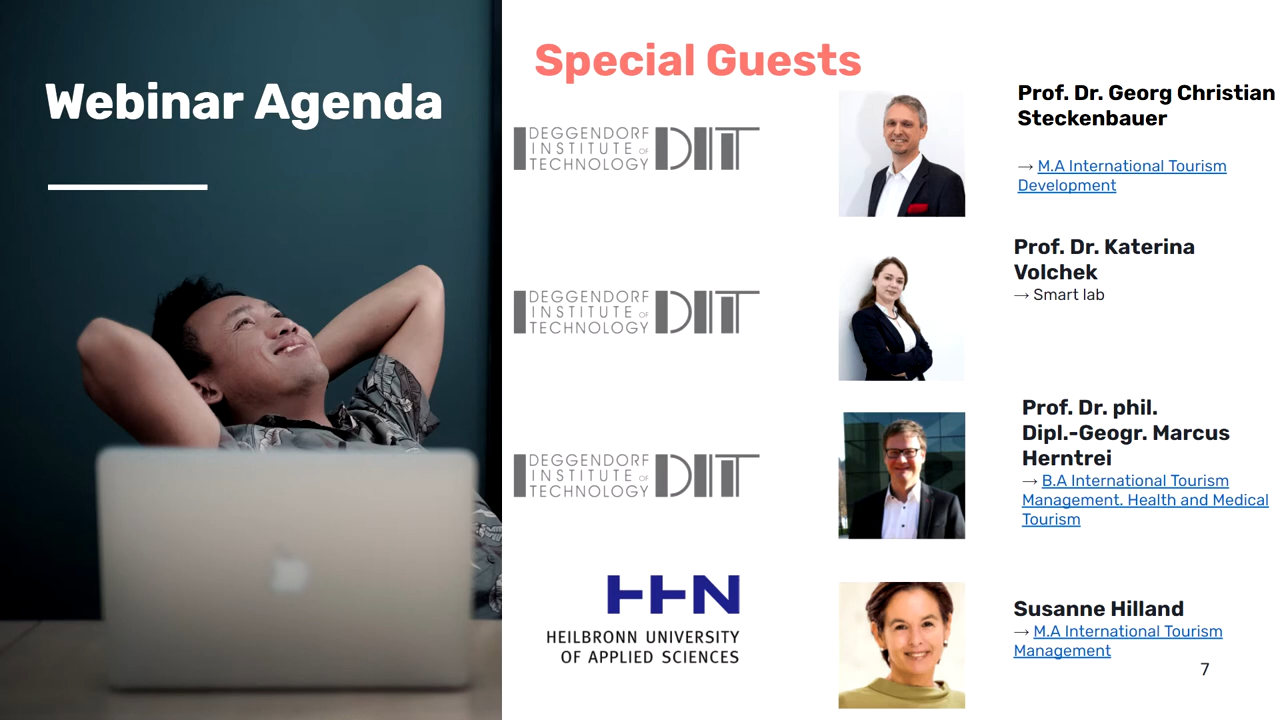 Webinar Agenda
Special Guests
DEGGENDORF
INSTITUTE OF
TECHNOLOGY
DIT
Prof. Dr. Georg Christian
Steckenbauer
→ M.A International Tourism
Development
DEGGENDORF
INSTITUTE OF
TECHNOLOGY
DIT
Prof. Dr. Katerina
Volchek
→ Smart lab
DEGGENDORF
INSTITUTE OF
TECHNOLOGY
DIT
Prof. Dr. phil.
Dipl.-Geogr. Marcus
Herntrei
→ B.A International Tourism
Management. Health and Medical
Tourism
HHN
HEILBRONN UNIVERSITY
OF APPLIED SCIENCES
Susanne Hilland
→ M.A International Tourism
Management
7